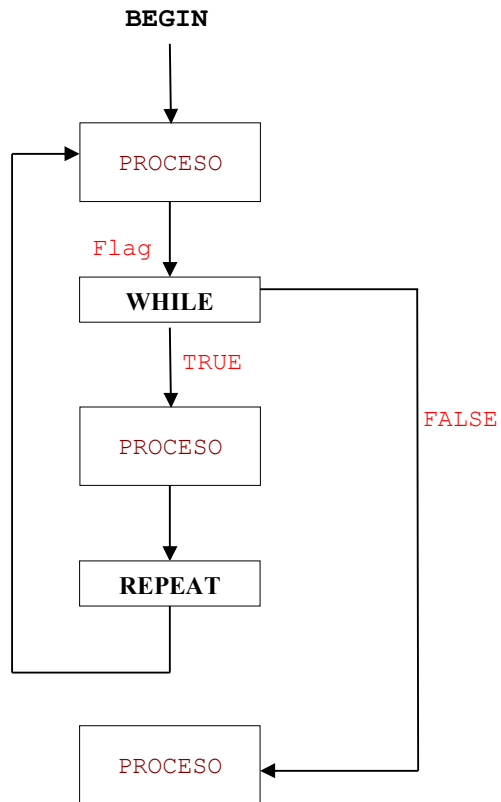 BEGIN
PROCESO
Flag
WHILE
TRUE
FALSE
PROCESO
REPEAT
PROCESO